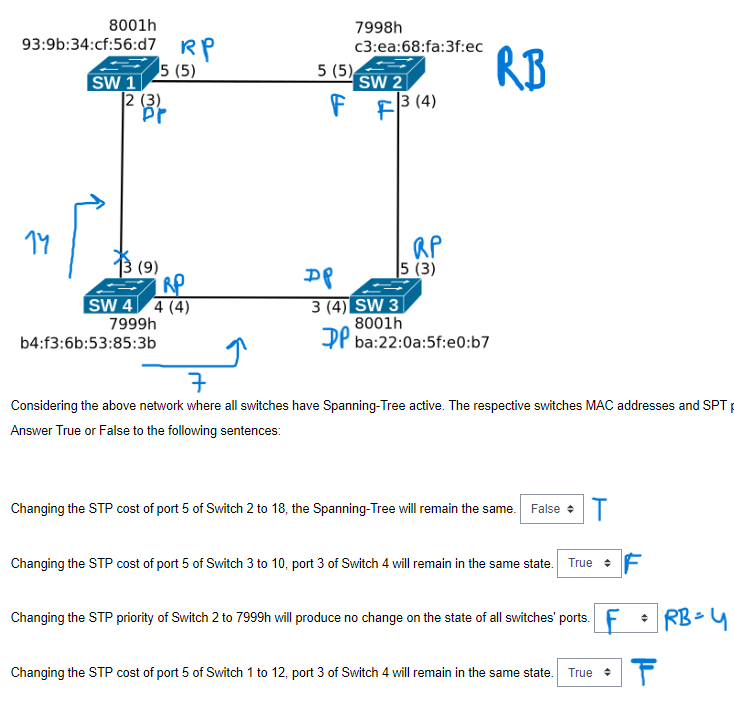 8001h
93:9b:34:cf:56:d7
RP
7998h
c3:ea:68:fa:3f:ec
RB
SW 1
5 (5)
5 (5)
SW 2
2 (3)
DP
F
F
3 (4)
14
X
3 (9)
RP
5 (3)
RP
DP
SW 4
4 (4)
3 (4)
SW 3
7999h
b4:f3:6b:53:85:3b
8001h
DP
ba:22:0a:5f:e0:b7
7
Considering the above network where all switches have Spanning-Tree active. The respective switches MAC addresses and SPT
Answer True or False to the following sentences:
Changing the STP cost of port 5 of Switch 2 to 18, the Spanning-Tree will remain the same. False T
Changing the STP cost of port 5 of Switch 3 to 10, port 3 of Switch 4 will remain in the same state. True F
Changing the STP priority of Switch 2 to 7999h will produce no change on the state of all switches' ports. F RB=4
Changing the STP cost of port 5 of Switch 1 to 12, port 3 of Switch 4 will remain in the same state. True F